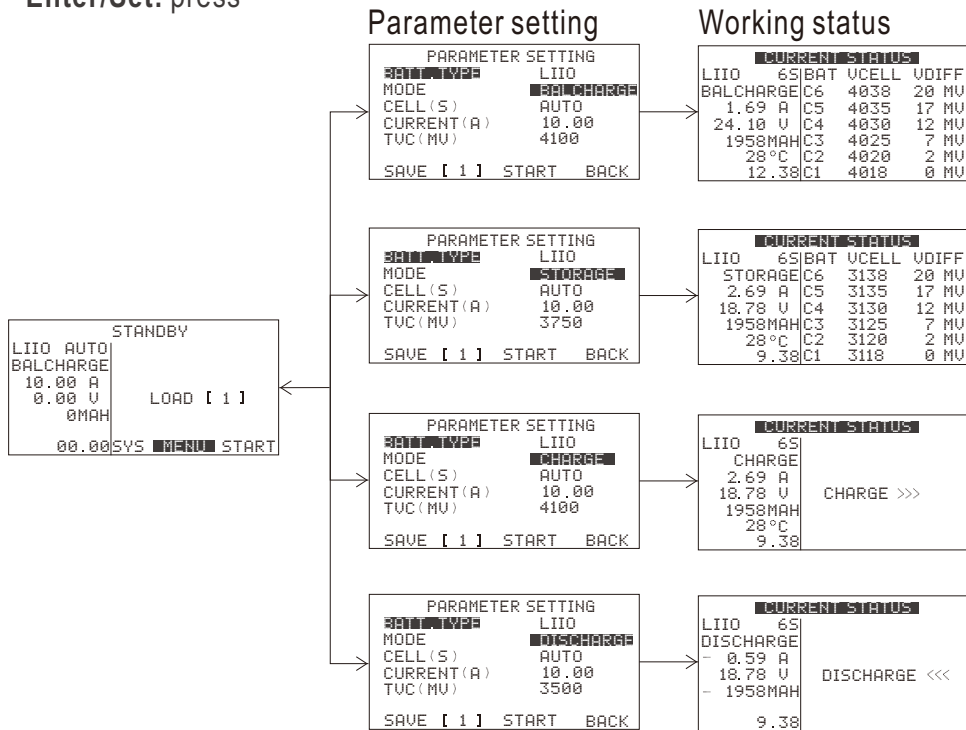 Enter/Set: press
Parameter setting
Working status
STANDBY
LIIO AUTO
BALCHARGE
10.00 A
0.00 V
0MAH
LOAD [ 1 ]
00.00 SYS MENU START
PARAMETER SETTING
BATT.TYPE LIIO
MODE BALCHARGE
CELL(S) AUTO
CURRENT(A) 10.00
TVC(MV) 4100
SAVE [ 1 ] START BACK
CURRENT STATUS
LIIO 6S BAT VCELL VDIFF
BALCHARGE C6 4038 20 MV
1.69 A C5 4035 17 MV
24.10 V C4 4030 12 MV
1958MAH C3 4025 7 MV
28°C C2 4020 2 MV
12.38 C1 4018 0 MV
PARAMETER SETTING
BATT.TYPE LIIO
MODE STORAGE
CELL(S) AUTO
CURRENT(A) 10.00
TVC(MV) 3750
SAVE [ 1 ] START BACK
CURRENT STATUS
LIIO 6S BAT VCELL VDIFF
STORAGE C6 3138 20 MV
2.69 A C5 3135 17 MV
18.78 V C4 3130 12 MV
1958MAH C3 3125 7 MV
28°C C2 3120 2 MV
9.38 C1 3118 0 MV
PARAMETER SETTING
BATT.TYPE LIIO
MODE CHARGE
CELL(S) AUTO
CURRENT(A) 10.00
TVC(MV) 4100
SAVE [ 1 ] START BACK
CURRENT STATUS
LIIO 6S
CHARGE
2.69 A
18.78 V
1958MAH
28°C
9.38
CHARGE >>>
PARAMETER SETTING
BATT.TYPE LIIO
MODE DISCHARGE
CELL(S) AUTO
CURRENT(A) 10.00
TVC(MV) 3500
SAVE [ 1 ] START BACK
CURRENT STATUS
LIIO 6S
DISCHARGE
- 0.59 A
18.78 V
- 1958MAH
9.38
DISCHARGE <<<